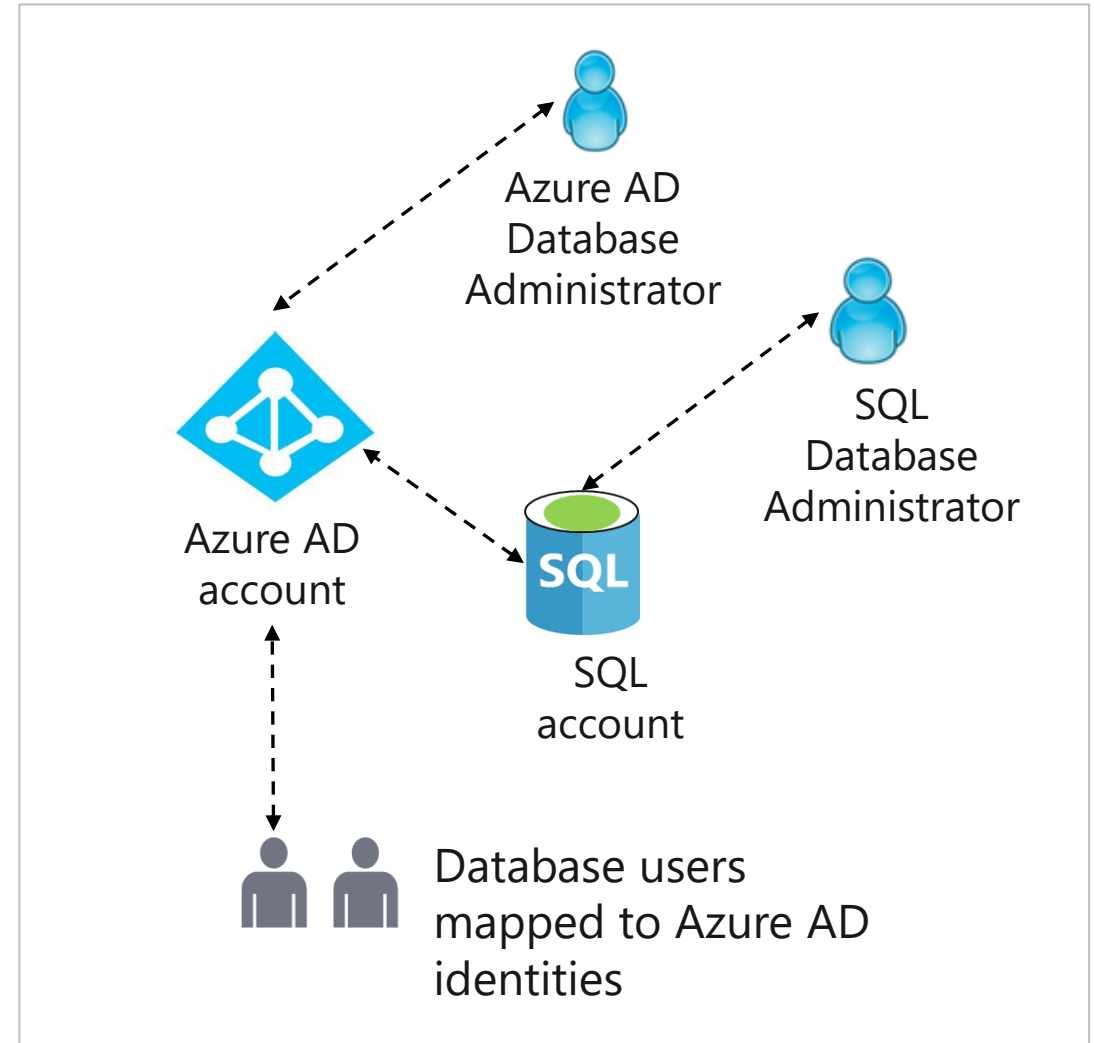 Azure AD
Database
Administrator
SQL
Database
Administrator
Azure AD
account
SQL
SQL
account
Database users
mapped to Azure AD
identities